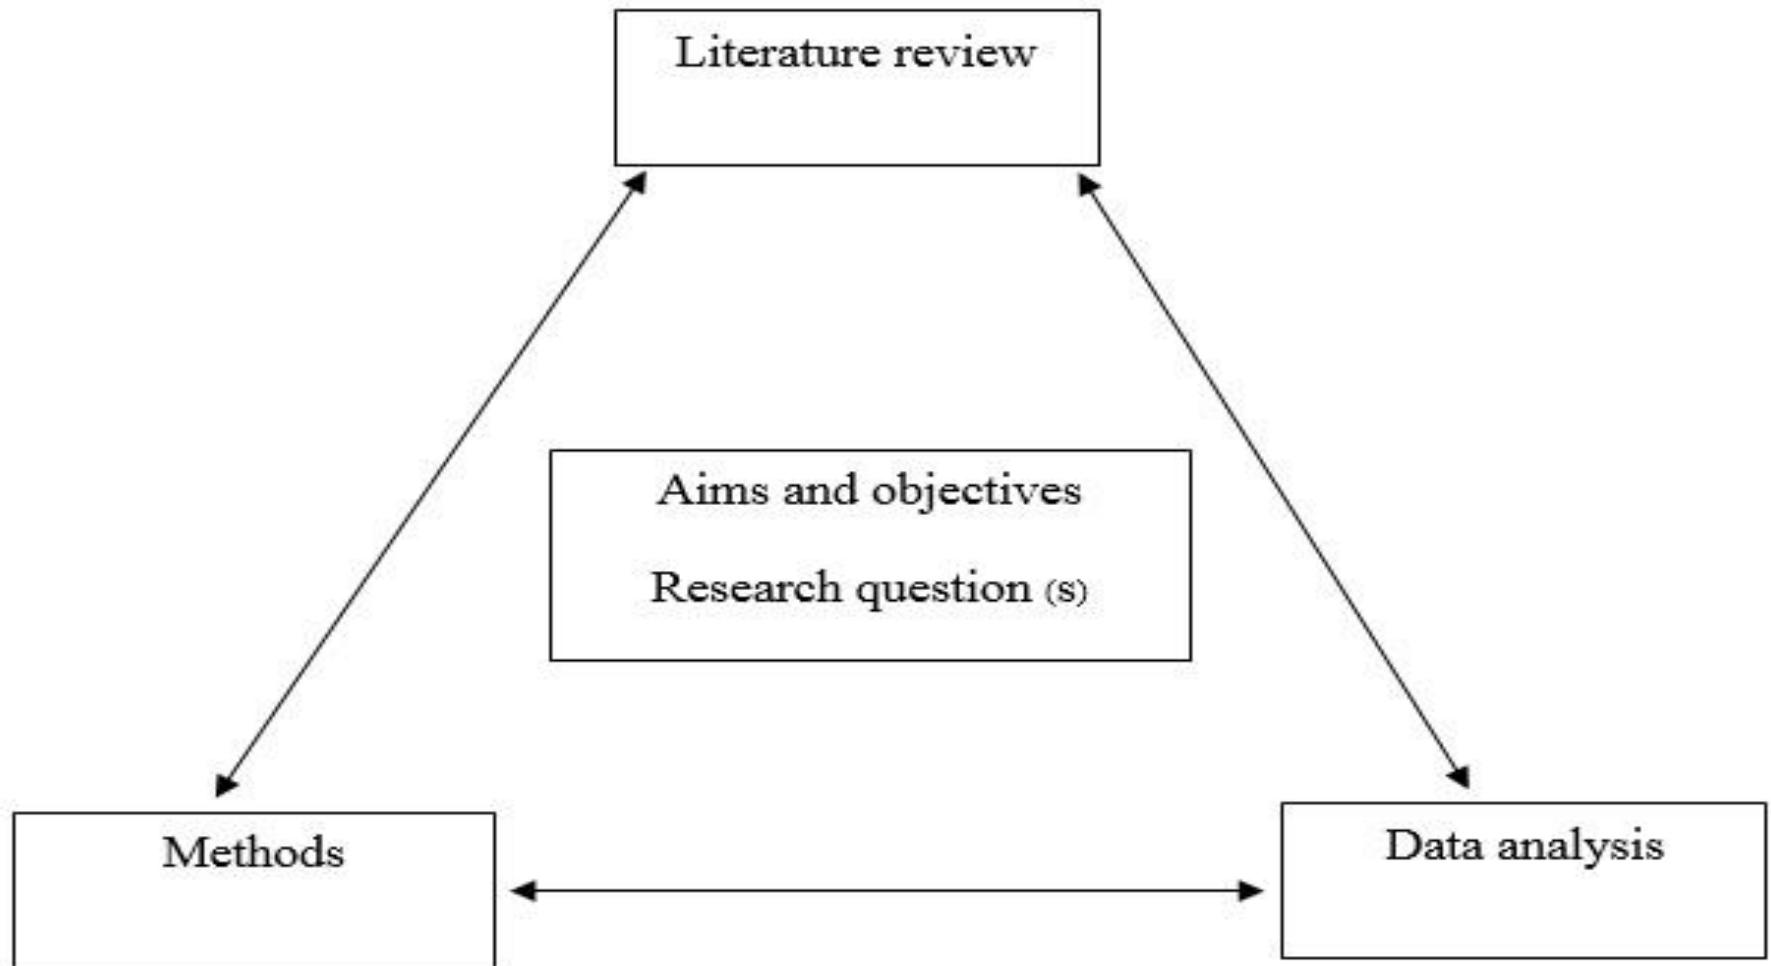 Literature review
Aims and objectives
Research question (s)
Methods
Data analysis